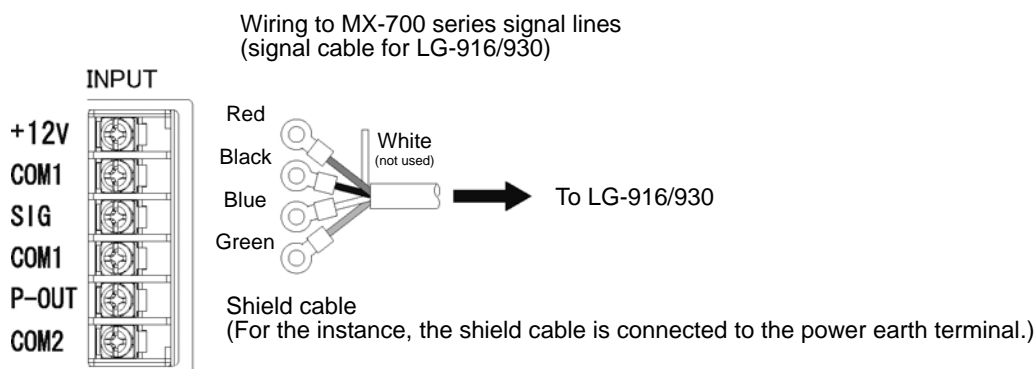 Wiring to MX-700 series signal lines
(signal cable for LG-916/930)
INPUT
+12V
COM1
SIG
COM1
P-OUT
COM2
Red
Black
Blue
Green
White
(not used)
To LG-916/930
Shield cable
(For the instance, the shield cable is connected to the power earth terminal.)